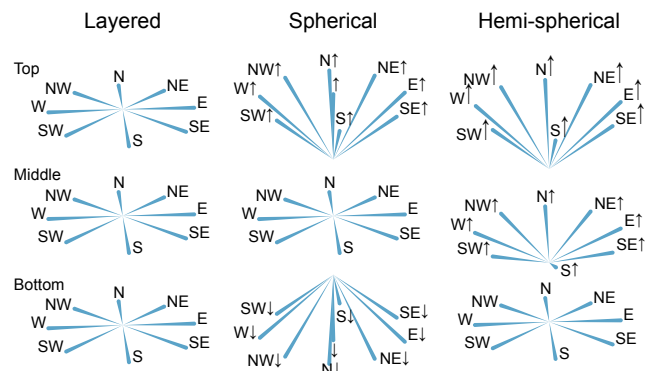 Layered Spherical Hemi-spherical
Top
NW N NE
W E
SW S SE
NW↑ N↑ NE↑
W↑ ↑ E↑
SW↑ S↑ SE↑
NW↑ N↑ NE↑
W↑ E↑
SW↑ S↑ SE↑
Middle
NW N NE
W E
SW S SE
NW N NE
W E
SW S SE
NW↑ N↑ NE↑
W↑ E↑
SW↑ S↑ SE↑
Bottom
NW N NE
W E
SW S SE
SW↓ S↓ SE↓
W↓ ↓ E↓
NW↓ N↓ NE↓
NW N NE
W E
SW S SE